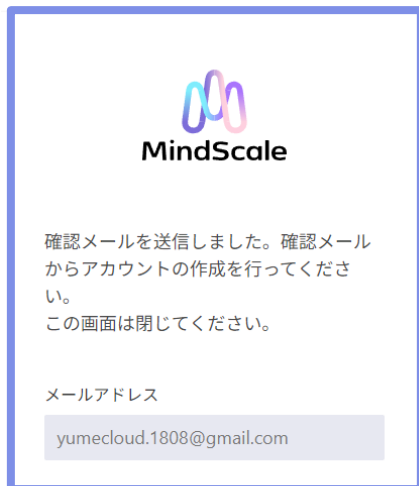 MindScale
確認メールを送信しました。確認メール
からアカウントの作成を行ってくださ
い。
この画面は閉じてください。
メールアドレス
yumecloud.1808@gmail.com